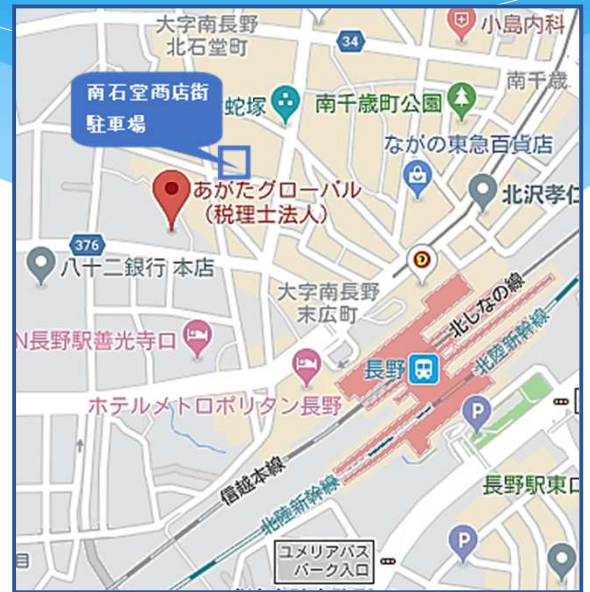 大字南長野
北石堂町
34
小島内科
南石堂商店街
駐車場
蛇塚
南千歳町公園
南千歳
ながの東急百貨店
あがたグローバル
(税理士法人)
北沢孝仁
376
八十二銀行 本店
大字南長野
末広町
北しなの線
北陸新幹線
N長野駅善光寺口
長野
ホテルメトロポリタン長野
P
信越本線
長野駅東口
北陸新幹線
P
ユメリアバス
パーク入口